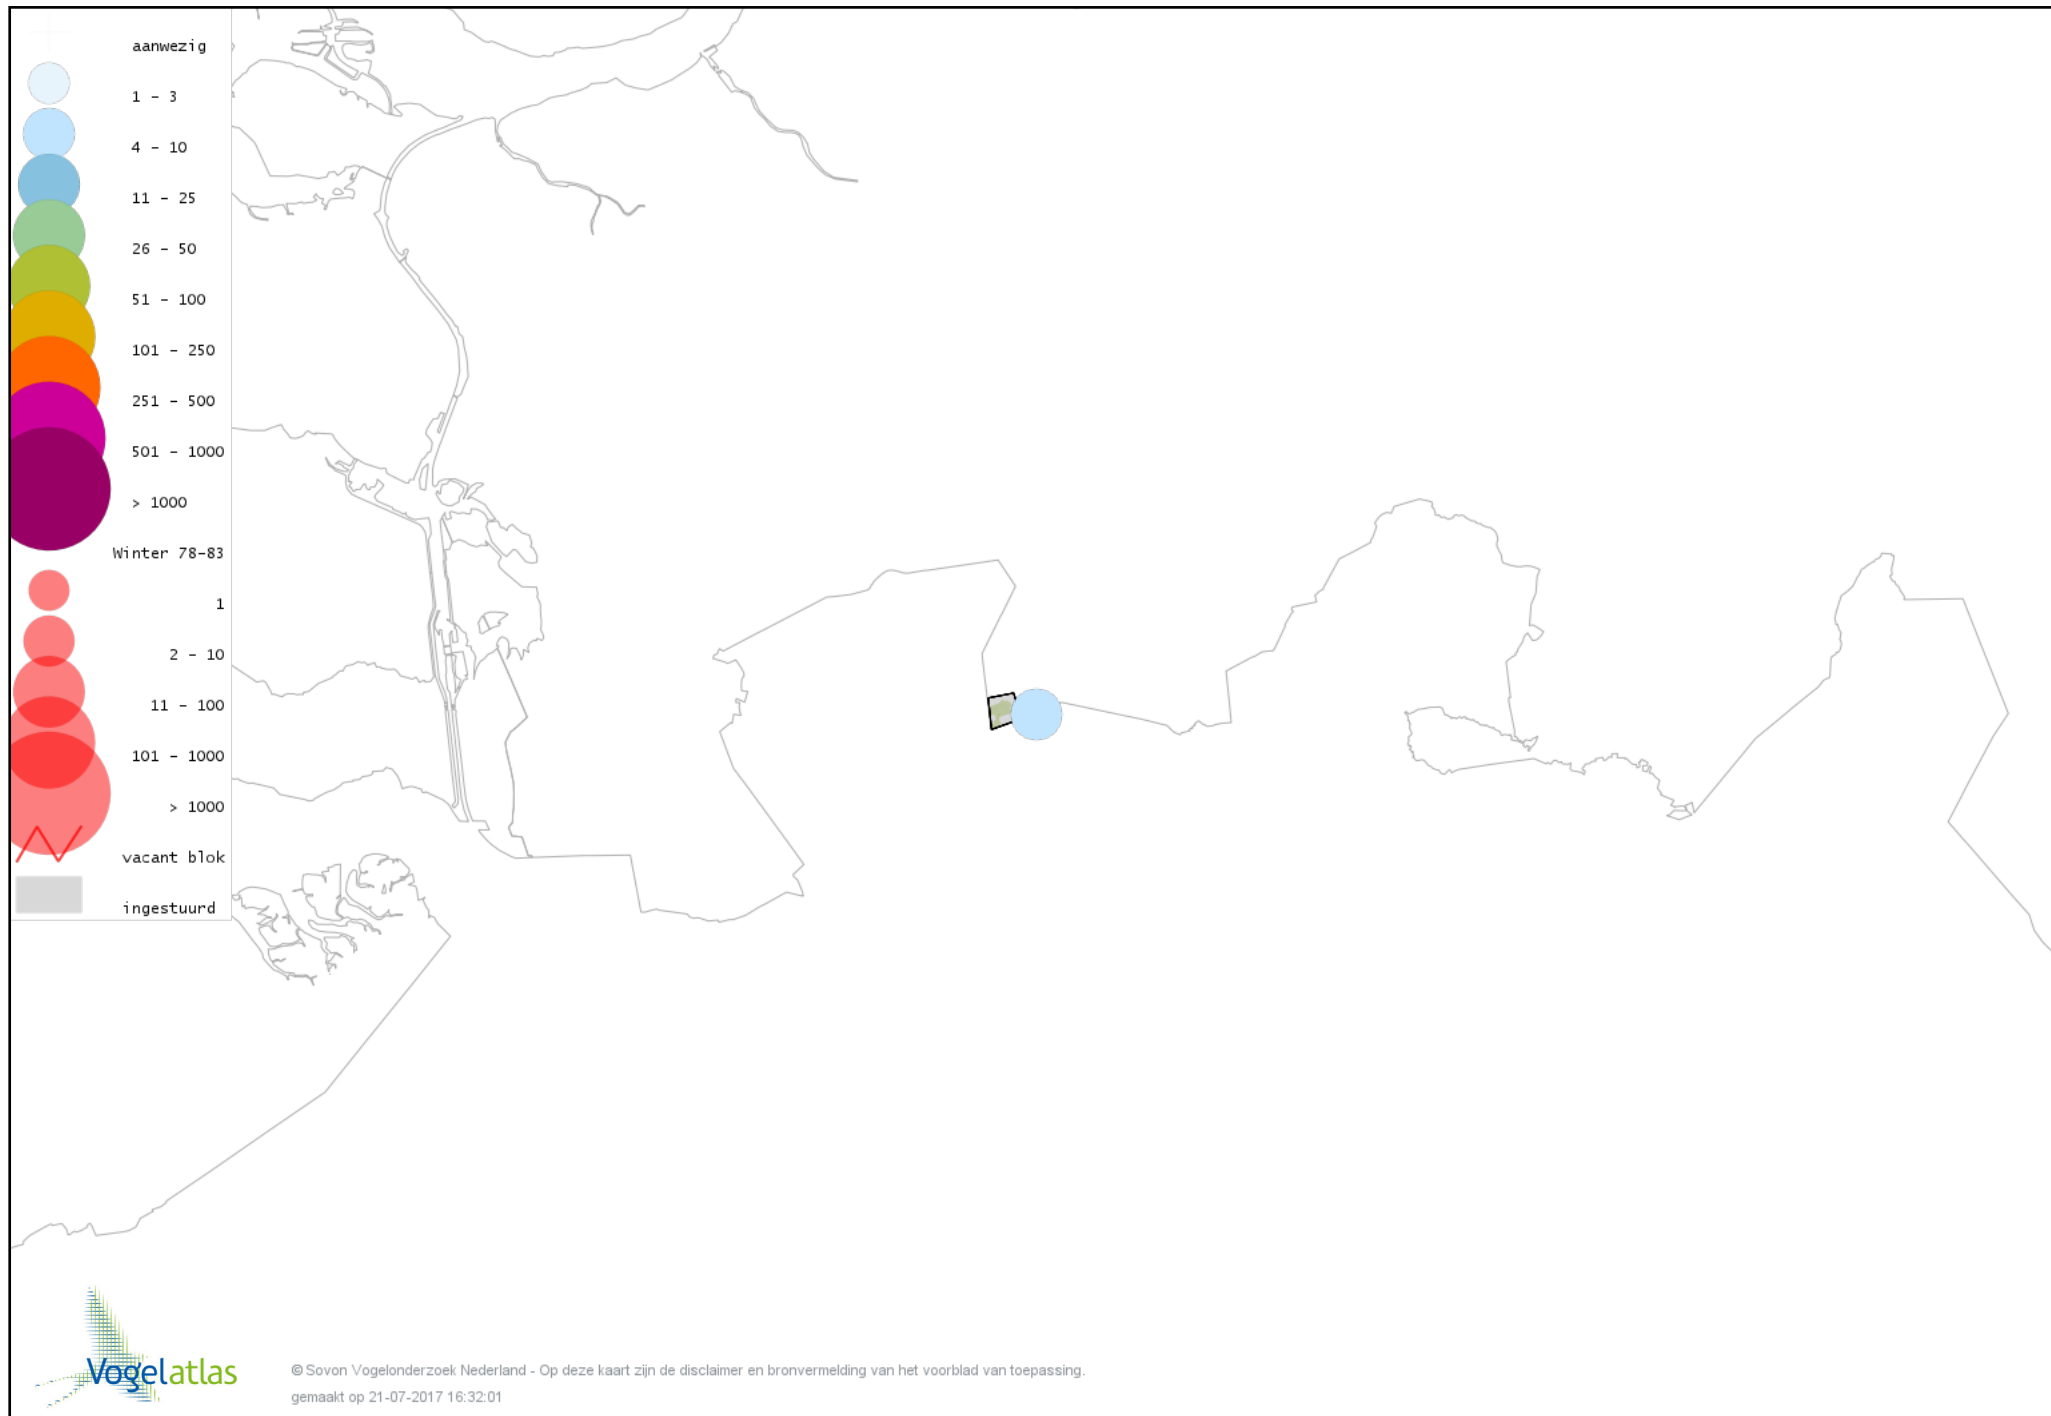 aanwezig
1 - 3
4 - 10
11 - 25
26 - 50
51 - 100
101 - 250
251 - 500
501 - 1000
> 1000
Winter 78-83
1
2 - 10
11 - 100
101 - 1000
> 1000
vacant blok
ingestuurd
Vogelatlas
© Sovon Vogelonderzoek Nederland - Op deze kaart zijn de disclaimer en bronvermelding van het voorblad van toepassing.
gemaakt op 21-07-2017 16:32:01